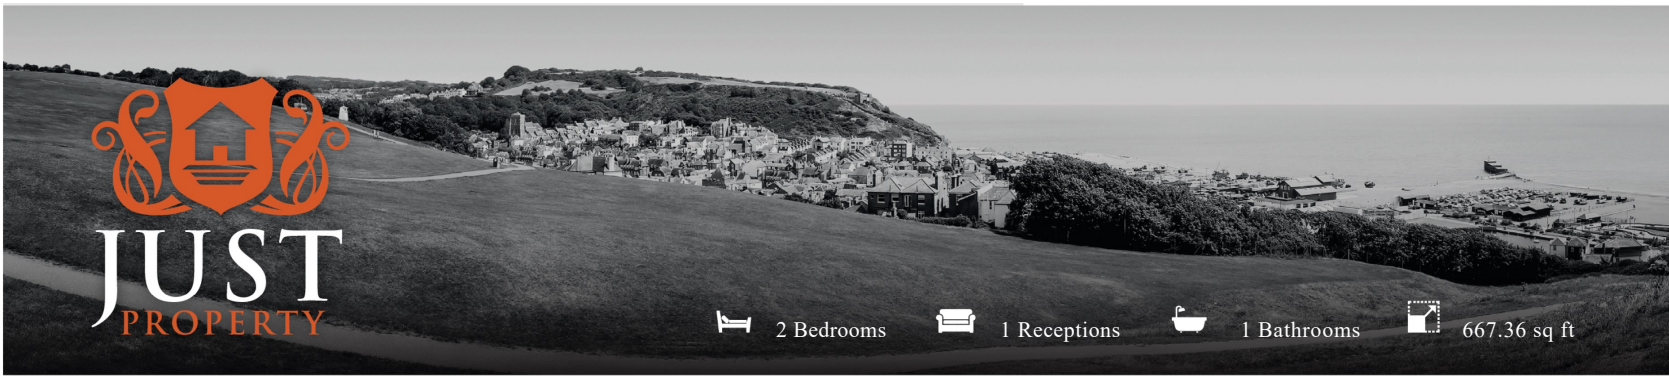 JUST
PROPERTY
2 Bedrooms
1 Receptions
1 Bathrooms
667.36 sq ft